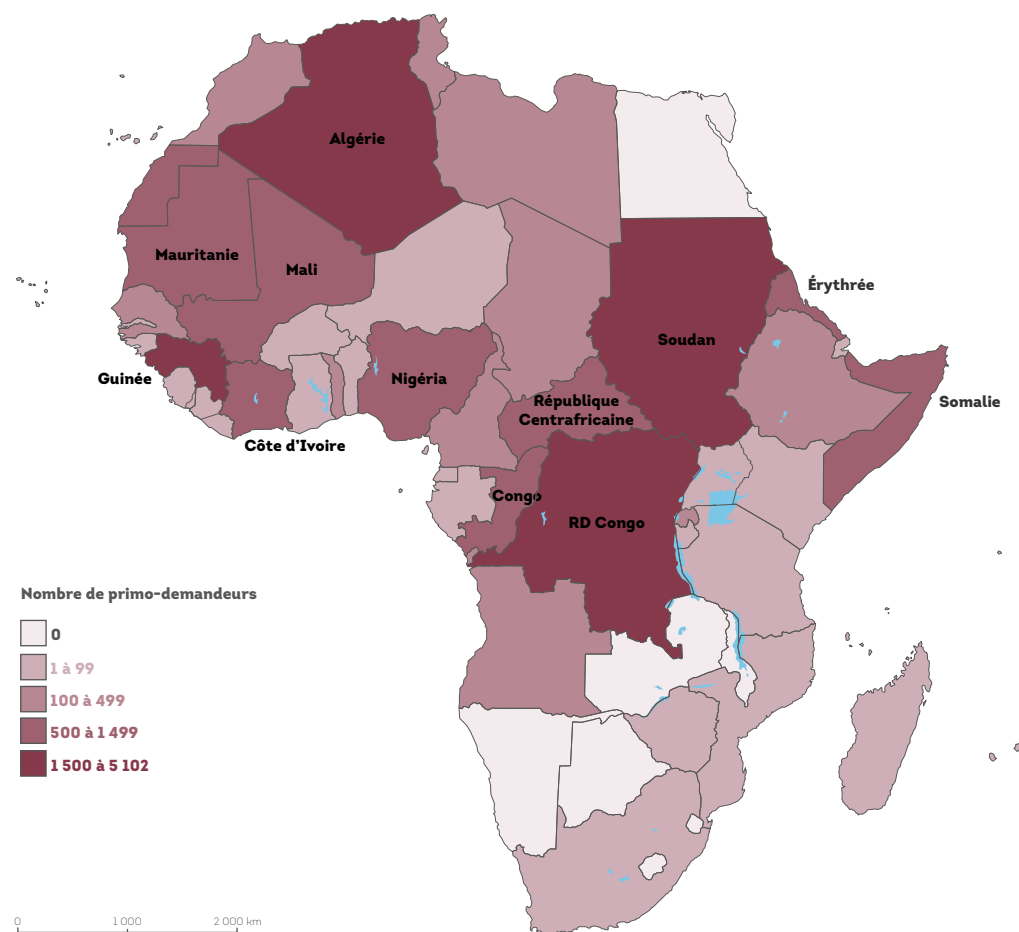 Algérie
Mauritanie
Mali
Érythrée
Soudan
Guinée
Nigéria
République
Centrafricaine
Somalie
Côte d'Ivoire
Congo
RD Congo
Nombre de primo-demandeurs
0
1 à 99
100 à 499
500 à 1 499
1 500 à 5 102
0 1 000 2 000 km